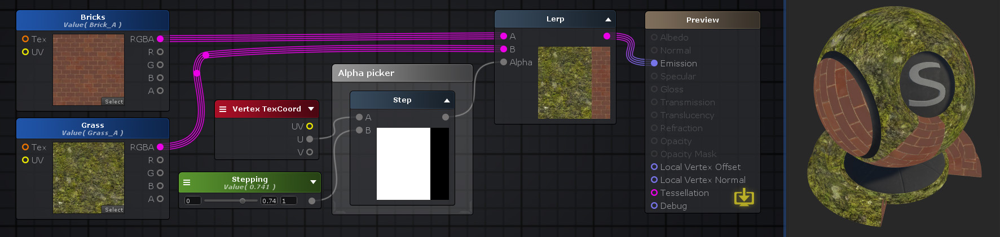 Bricks
Value( Brick_A )
Tex
RGBA
UV
R
G
B
A
Select
Grass
Value( Grass_A )
Tex
RGBA
UV
R
G
B
A
Select
Vertex TexCoord
UV
U
V
Stepping
Value( 0.741 )
0
0.74
1
Alpha picker
Step
A
B
Lerp
A
B
Alpha
Preview
Albedo
Normal
Emission
Specular
Gloss
Transmission
Translucency
Refraction
Opacity
Opacity Mask
Local Vertex Offset
Local Vertex Normal
Tessellation
Debug
S